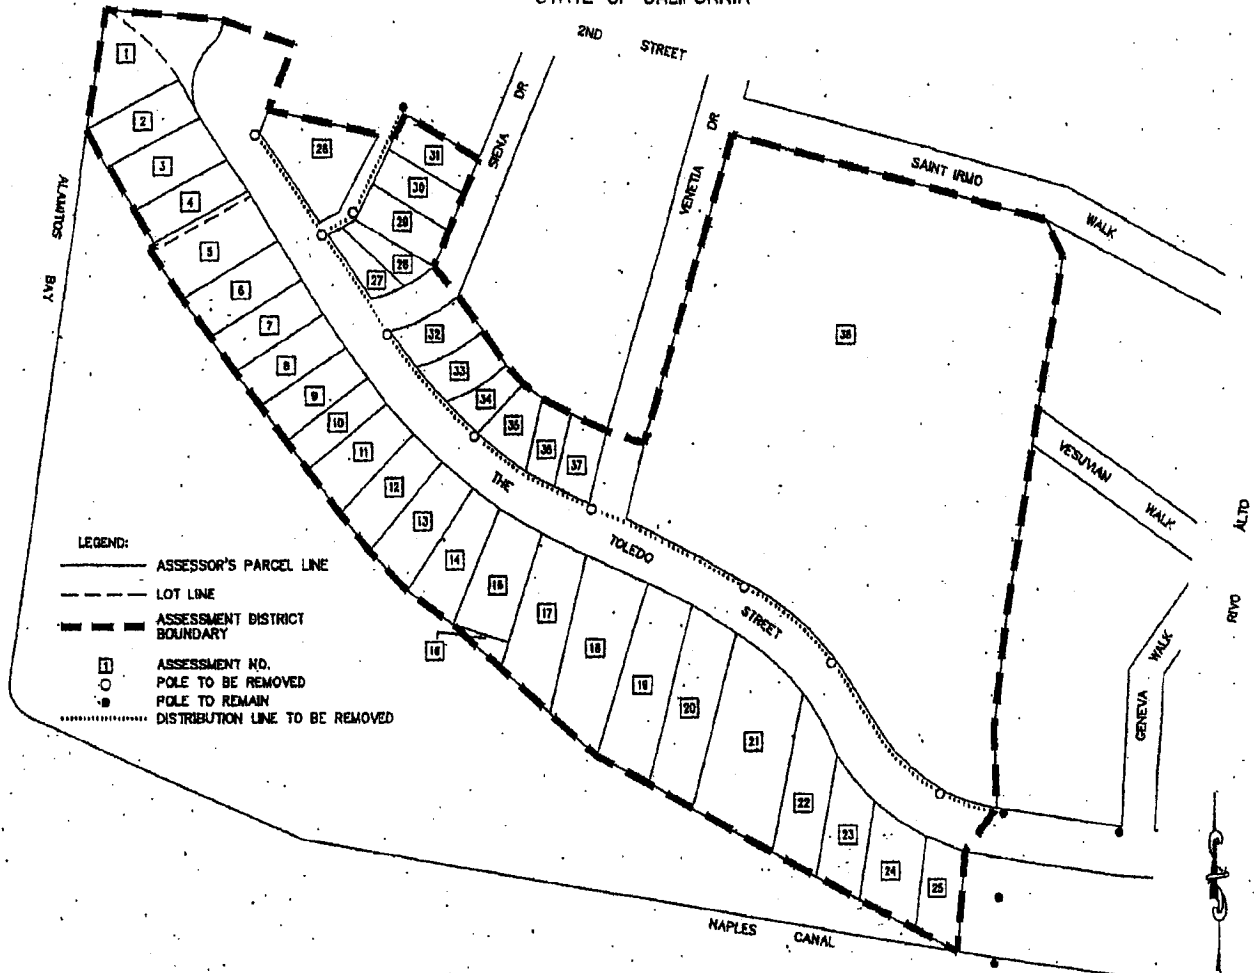 STATE OF CALIFORNIA
2ND STREET
SIENA DR
VENETIA DR
SAINT IRMO WALK
ALAMITOS BAY
1
2
3
4
5
6
7
8
9
10
11
12
13
14
15
16
17
18
19
20
21
22
23
24
25
26
31
30
29
28
27
32
33
34
35
36
37
38
VESUVIAN WALK
RIVO ALTO
GENEVA WALK
THE TOLEDO STREET
NAPLES CANAL
LEGEND:
ASSESSOR'S PARCEL LINE
LOT LINE
ASSESSMENT DISTRICT
BOUNDARY
1 ASSESSMENT NO.
POLE TO BE REMOVED
POLE TO REMAIN
DISTRIBUTION LINE TO BE REMOVED